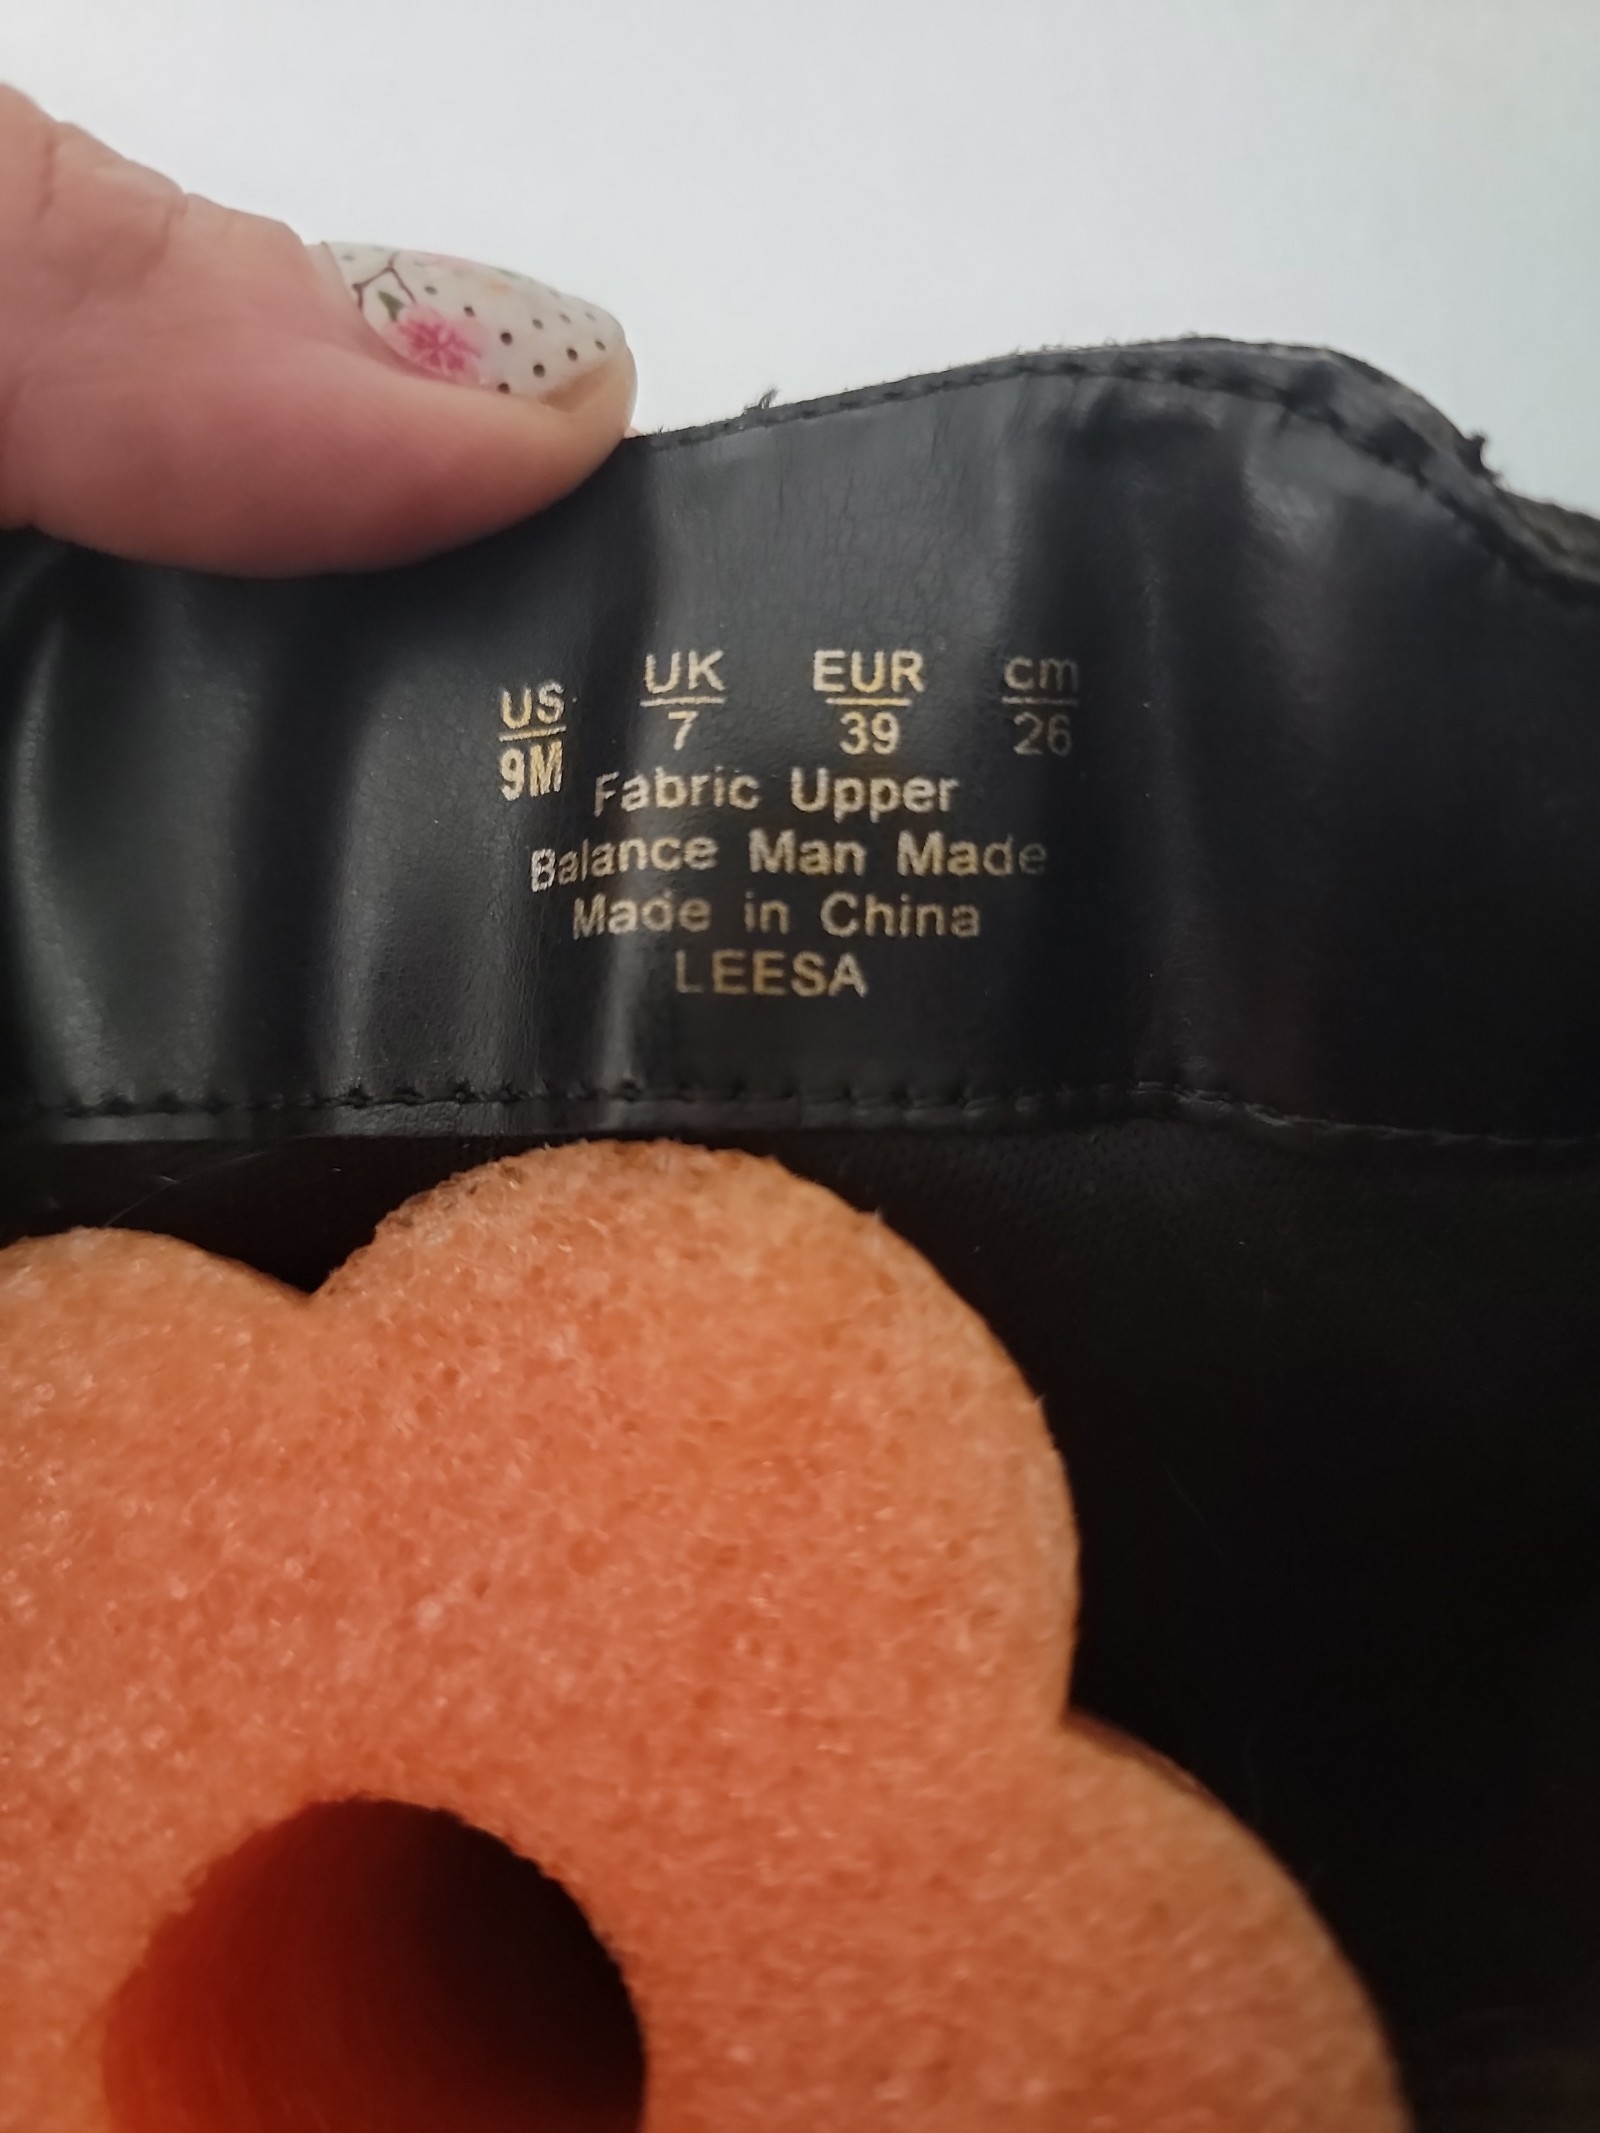 US UK EUR cm
9M 7 39 26
Fabric Upper
Balance Man Made
Made in China
LEESA